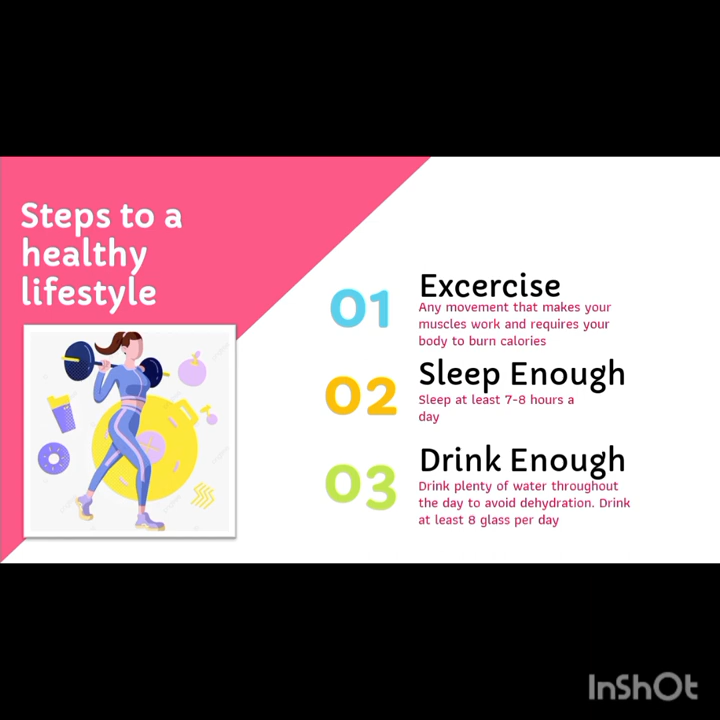 Steps to a
healthy
lifestyle
01
Excercise
Any movement that makes your
muscles work and requires your
body to burn calories
02
Sleep Enough
Sleep at least 7-8 hours a
day
03
Drink Enough
Drink plenty of water throughout
the day to avoid dehydration. Drink
at least 8 glass per day
InShOt